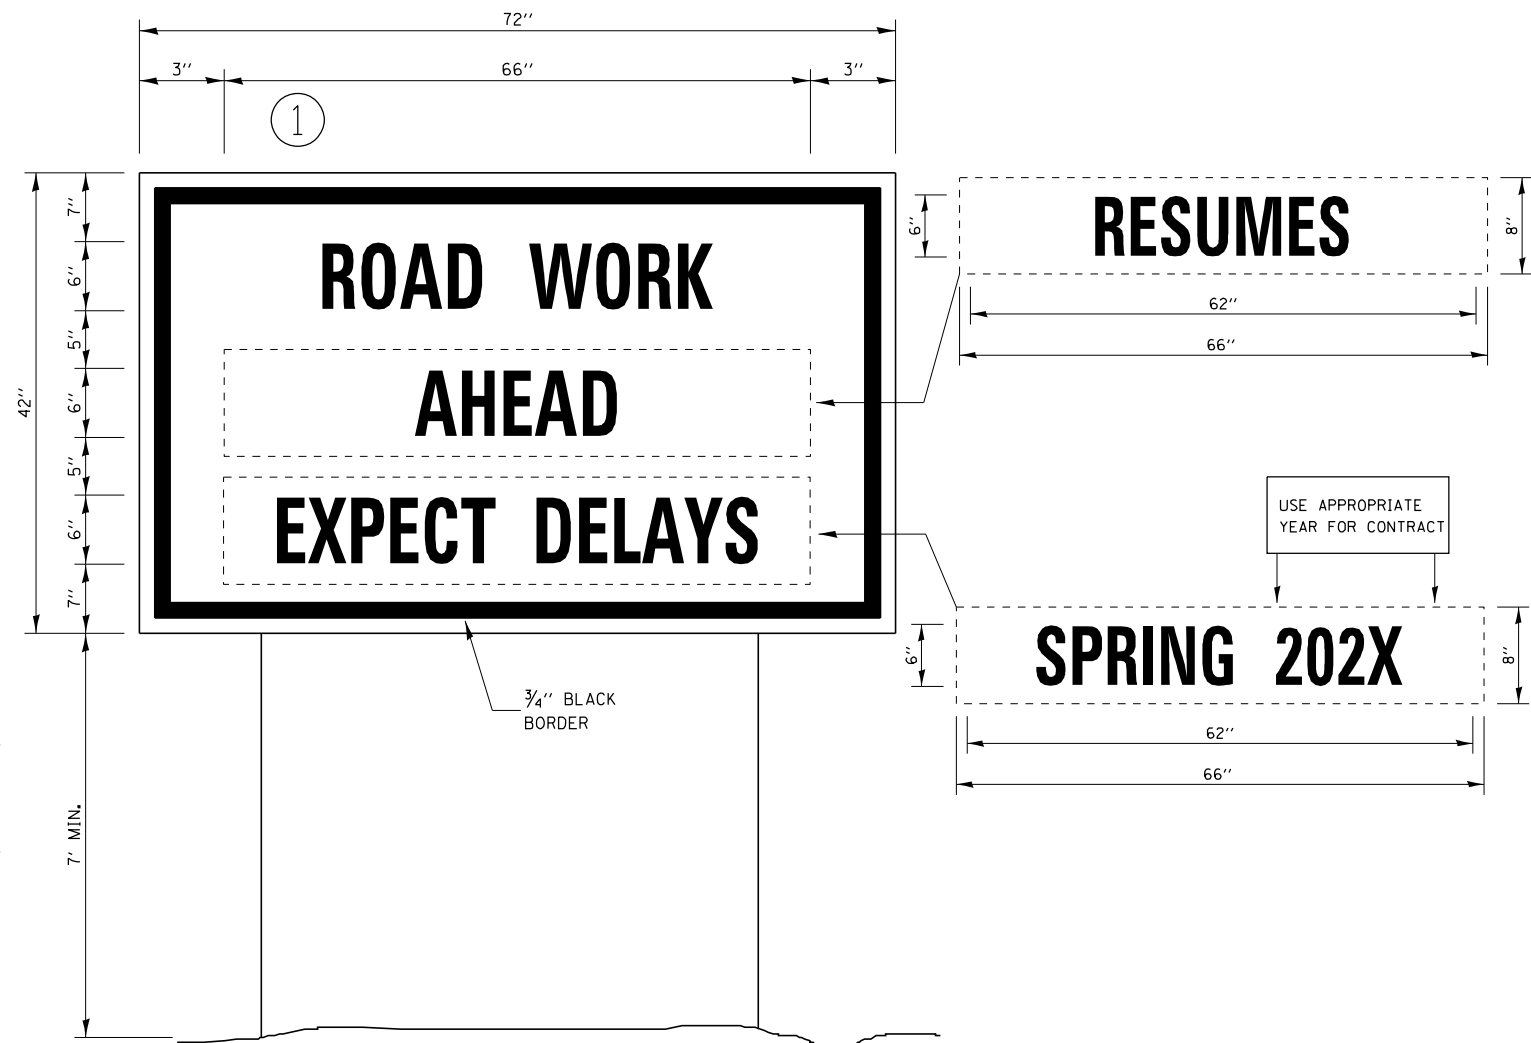 72''
3'' 66'' 3''
1
7''
6''
5''
6''
5''
6''
7''
42''
7' MIN.
ROAD WORK
AHEAD
EXPECT DELAYS
3/4'' BLACK
BORDER
RESUMES
6''
8''
62''
66''
USE APPROPRIATE
YEAR FOR CONTRACT
SPRING 202X
6''
8''
62''
66''